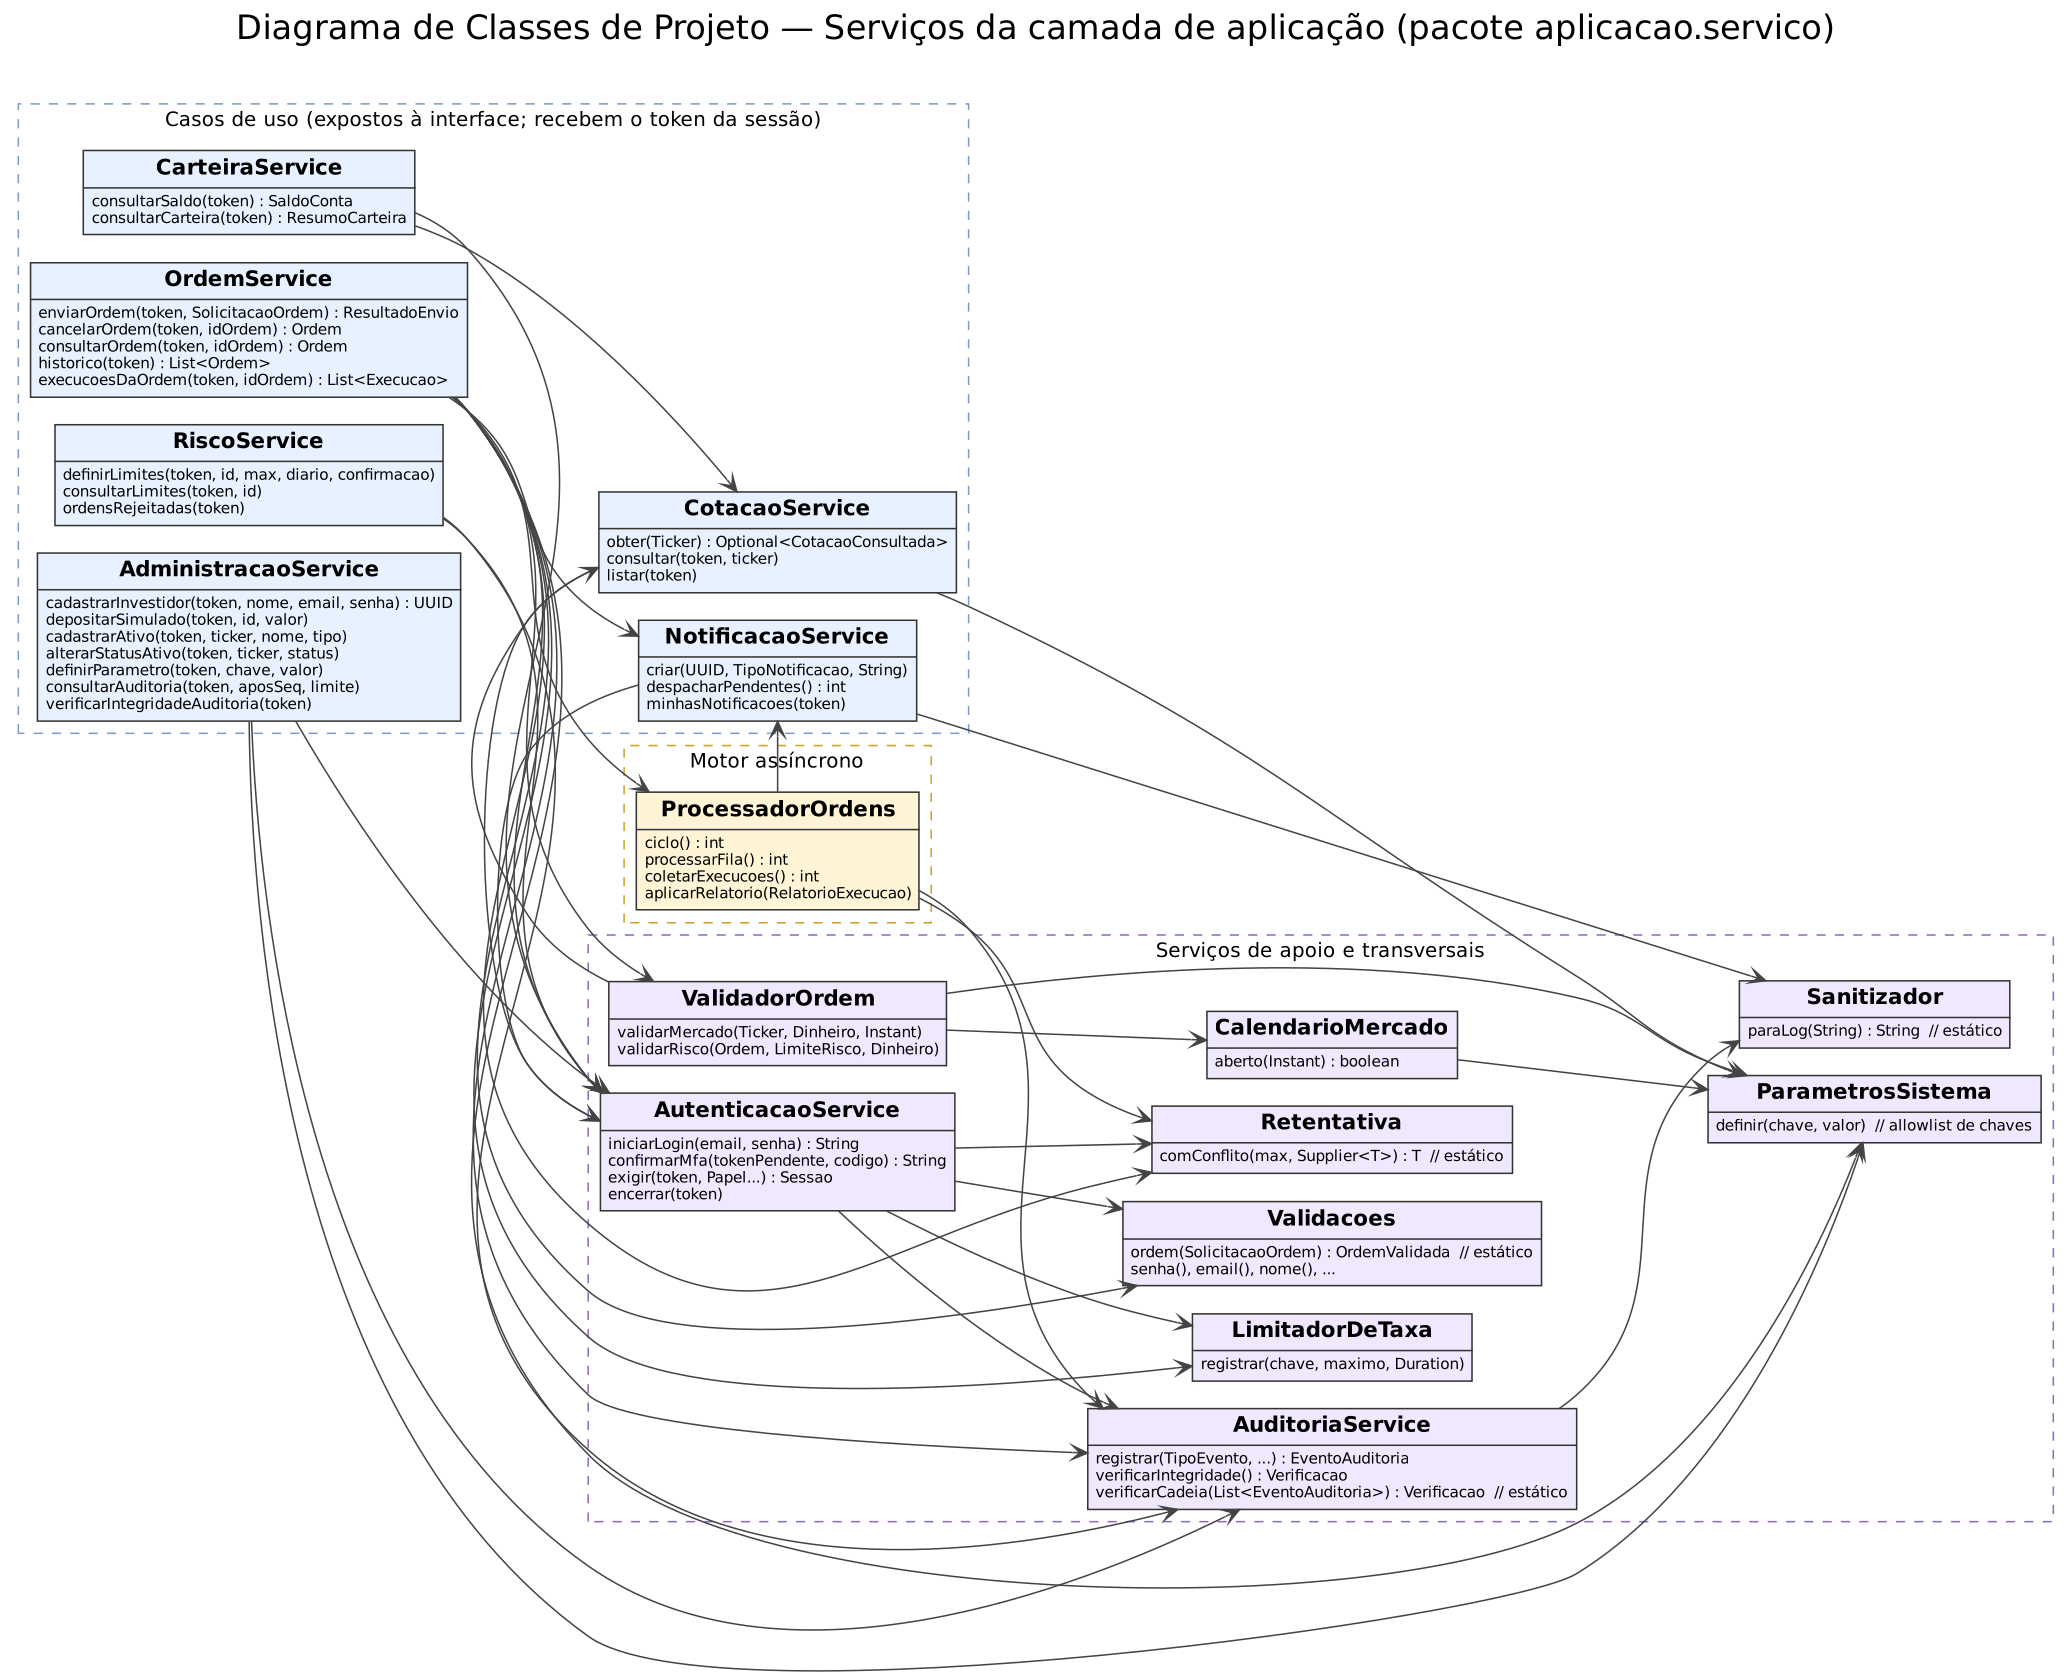 Diagrama de Classes de Projeto — Serviços da camada de aplicação (pacote aplicacao.servico)
Casos de uso (expostos à interface; recebem o token da sessão)
CarteiraService
consultarSaldo(token) : SaldoConta
consultarCarteira(token) : ResumoCarteira
OrdemService
enviarOrdem(token, SolicitacaoOrdem) : ResultadoEnvio
cancelarOrdem(token, idOrdem) : Ordem
consultarOrdem(token, idOrdem) : Ordem
historico(token) : List<Ordem>
execucoesDaOrdem(token, idOrdem) : List<Execucao>
RiscoService
definirLimites(token, id, max, diario, confirmacao)
consultarLimites(token, id)
ordensRejeitadas(token)
AdministracaoService
cadastrarInvestidor(token, nome, email, senha) : UUID
depositarSimulado(token, id, valor)
cadastrarAtivo(token, ticker, nome, tipo)
alterarStatusAtivo(token, ticker, status)
definirParametro(token, chave, valor)
consultarAuditoria(token, aposSeq, limite)
verificarIntegridadeAuditoria(token)
CotacaoService
obter(Ticker) : Optional<CotacaoConsultada>
consultar(token, ticker)
listar(token)
NotificacaoService
criar(UUID, TipoNotificacao, String)
despacharPendentes() : int
minhasNotificacoes(token)
Motor assíncrono
ProcessadorOrdens
ciclo() : int
processarFila() : int
coletarExecucoes() : int
aplicarRelatorio(RelatorioExecucao)
Serviços de apoio e transversais
ValidadorOrdem
validarMercado(Ticker, Dinheiro, Instant)
validarRisco(Ordem, LimiteRisco, Dinheiro)
AutenticacaoService
iniciarLogin(email, senha) : String
confirmarMfa(tokenPendente, codigo) : String
exigir(token, Papel...) : Sessao
encerrar(token)
CalendarioMercado
aberto(Instant) : boolean
Retentativa
comConflito(max, Supplier<T>) : T  // estático
Validacoes
ordem(SolicitacaoOrdem) : OrdemValidada  // estático
senha(), email(), nome(), ...
LimitadorDeTaxa
registrar(chave, maximo, Duration)
AuditoriaService
registrar(TipoEvento, ...) : EventoAuditoria
verificarIntegridade() : Verificacao
verificarCadeia(List<EventoAuditoria>) : Verificacao  // estático
Sanitizador
paraLog(String) : String  // estático
ParametrosSistema
definir(chave, valor)  // allowlist de chaves